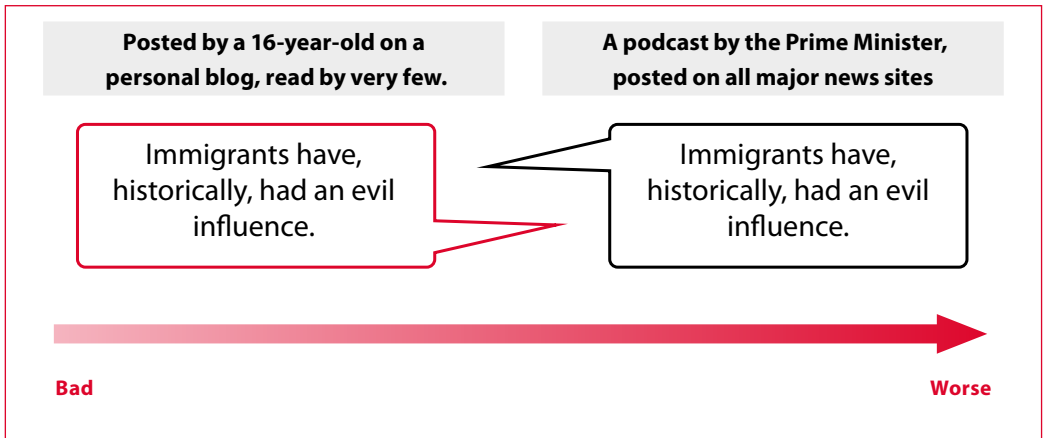 Posted by a 16-year-old on a
personal blog, read by very few.
A podcast by the Prime Minister,
posted on all major news sites
Immigrants have,
historically, had an evil
influence.
Immigrants have,
historically, had an evil
influence.
Bad
Worse